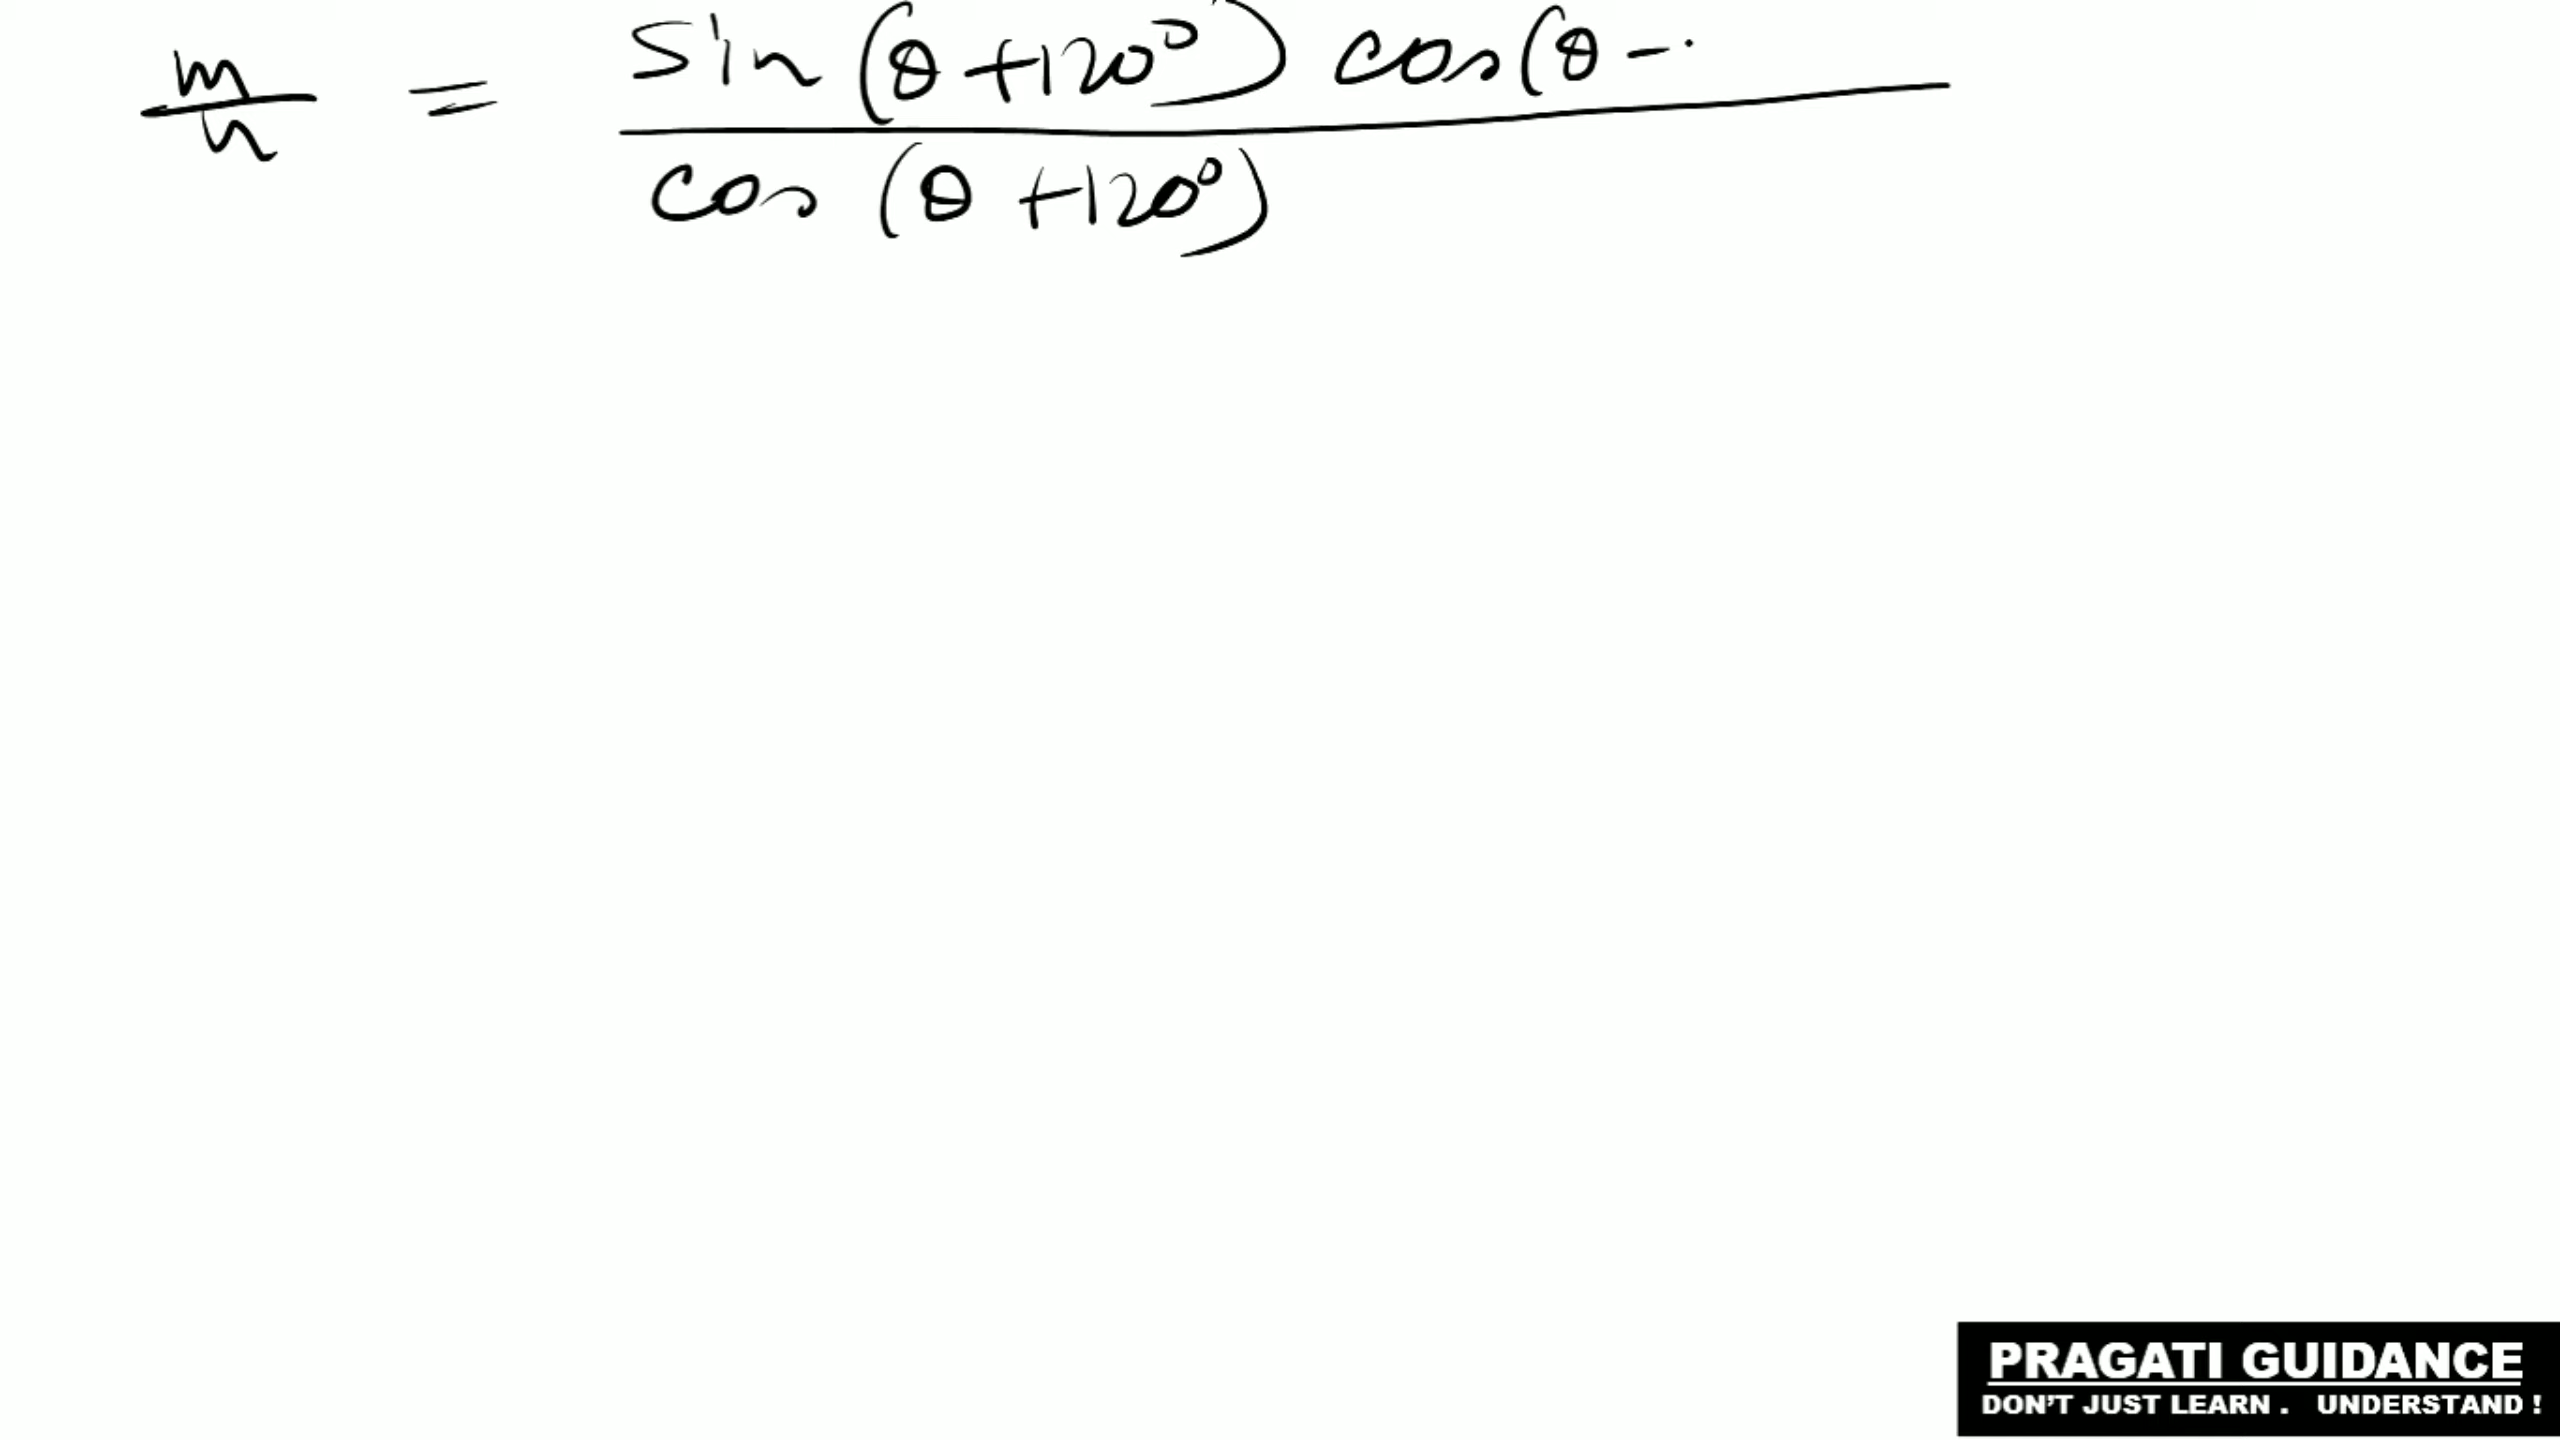 m/n = sin (θ +120°) cos(θ -
cos (θ +120°)
PRAGATI GUIDANCE
DON'T JUST LEARN. UNDERSTAND!